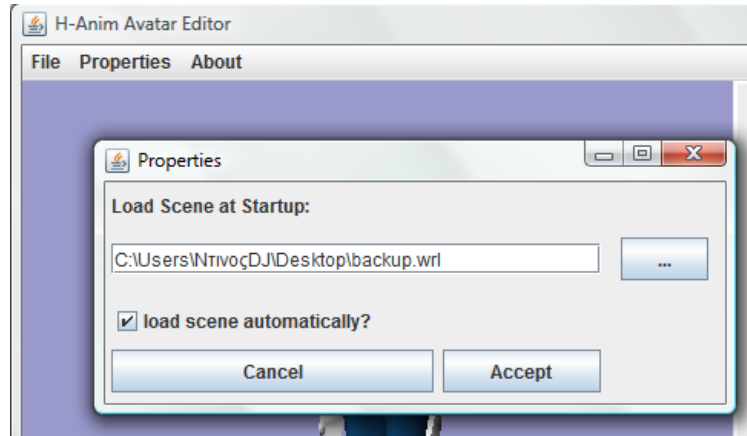 H-Anim Avatar Editor
File Properties About
Properties
Load Scene at Startup:
C:\Users\ΝτινοςDJ\Desktop\backup.wrl
...
load scene automatically?
Cancel Accept